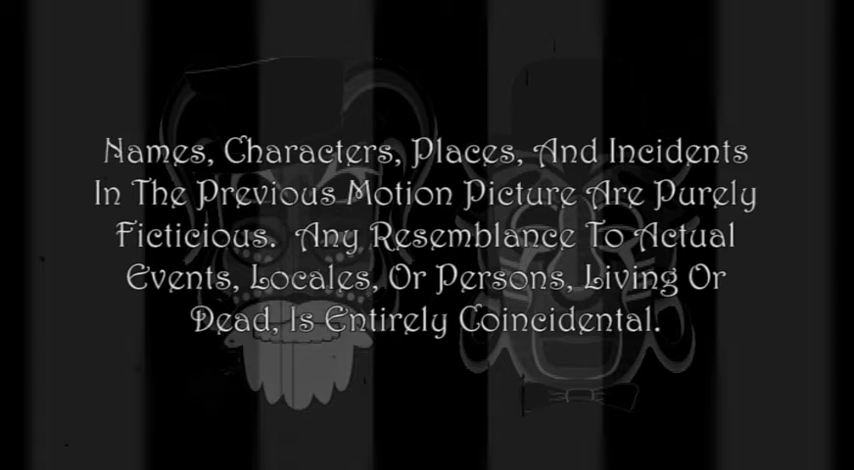 Names, Characters, Places, And Incidents
In The Previous Motion Picture Are Purely
Ficticious. Any Resemblance To Actual
Events, Locales, Or Persons, Living Or
Dead, Is Entirely Coincidental.